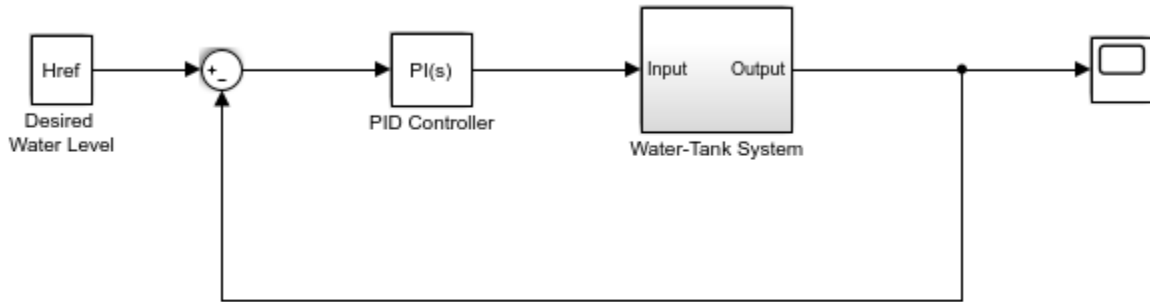 Href
Desired
Water Level
+
-
PI(s)
PID Controller
Input
Output
Water-Tank System